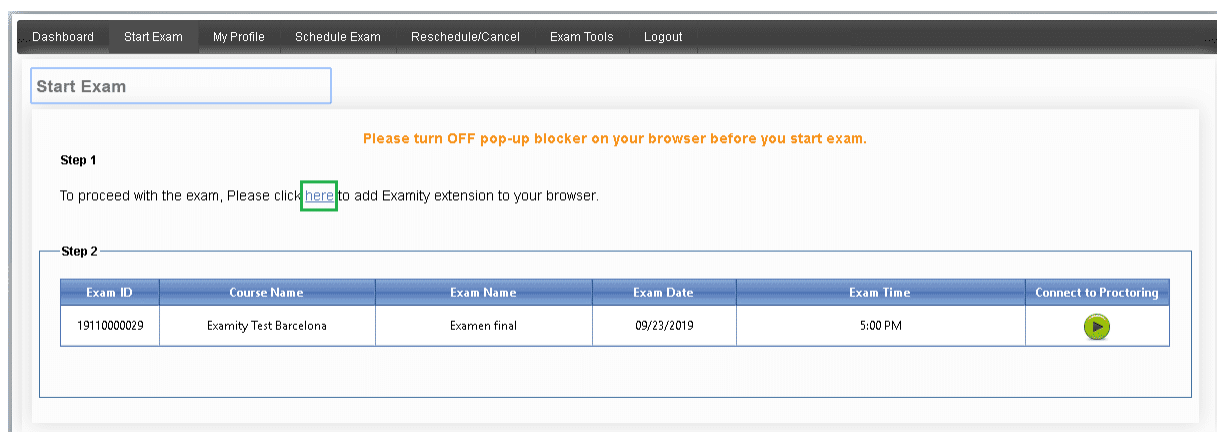 Dashboard Start Exam My Profile Schedule Exam Reschedule/Cancel Exam Tools Logout
Start Exam
Please turn OFF pop-up blocker on your browser before you start exam.
Step 1
To proceed with the exam, Please click here to add Examity extension to your browser.
Step 2
Exam ID Course Name Exam Name Exam Date Exam Time Connect to Proctoring
19110000029 Examity Test Barcelona Examen final 09/23/2019 5:00 PM